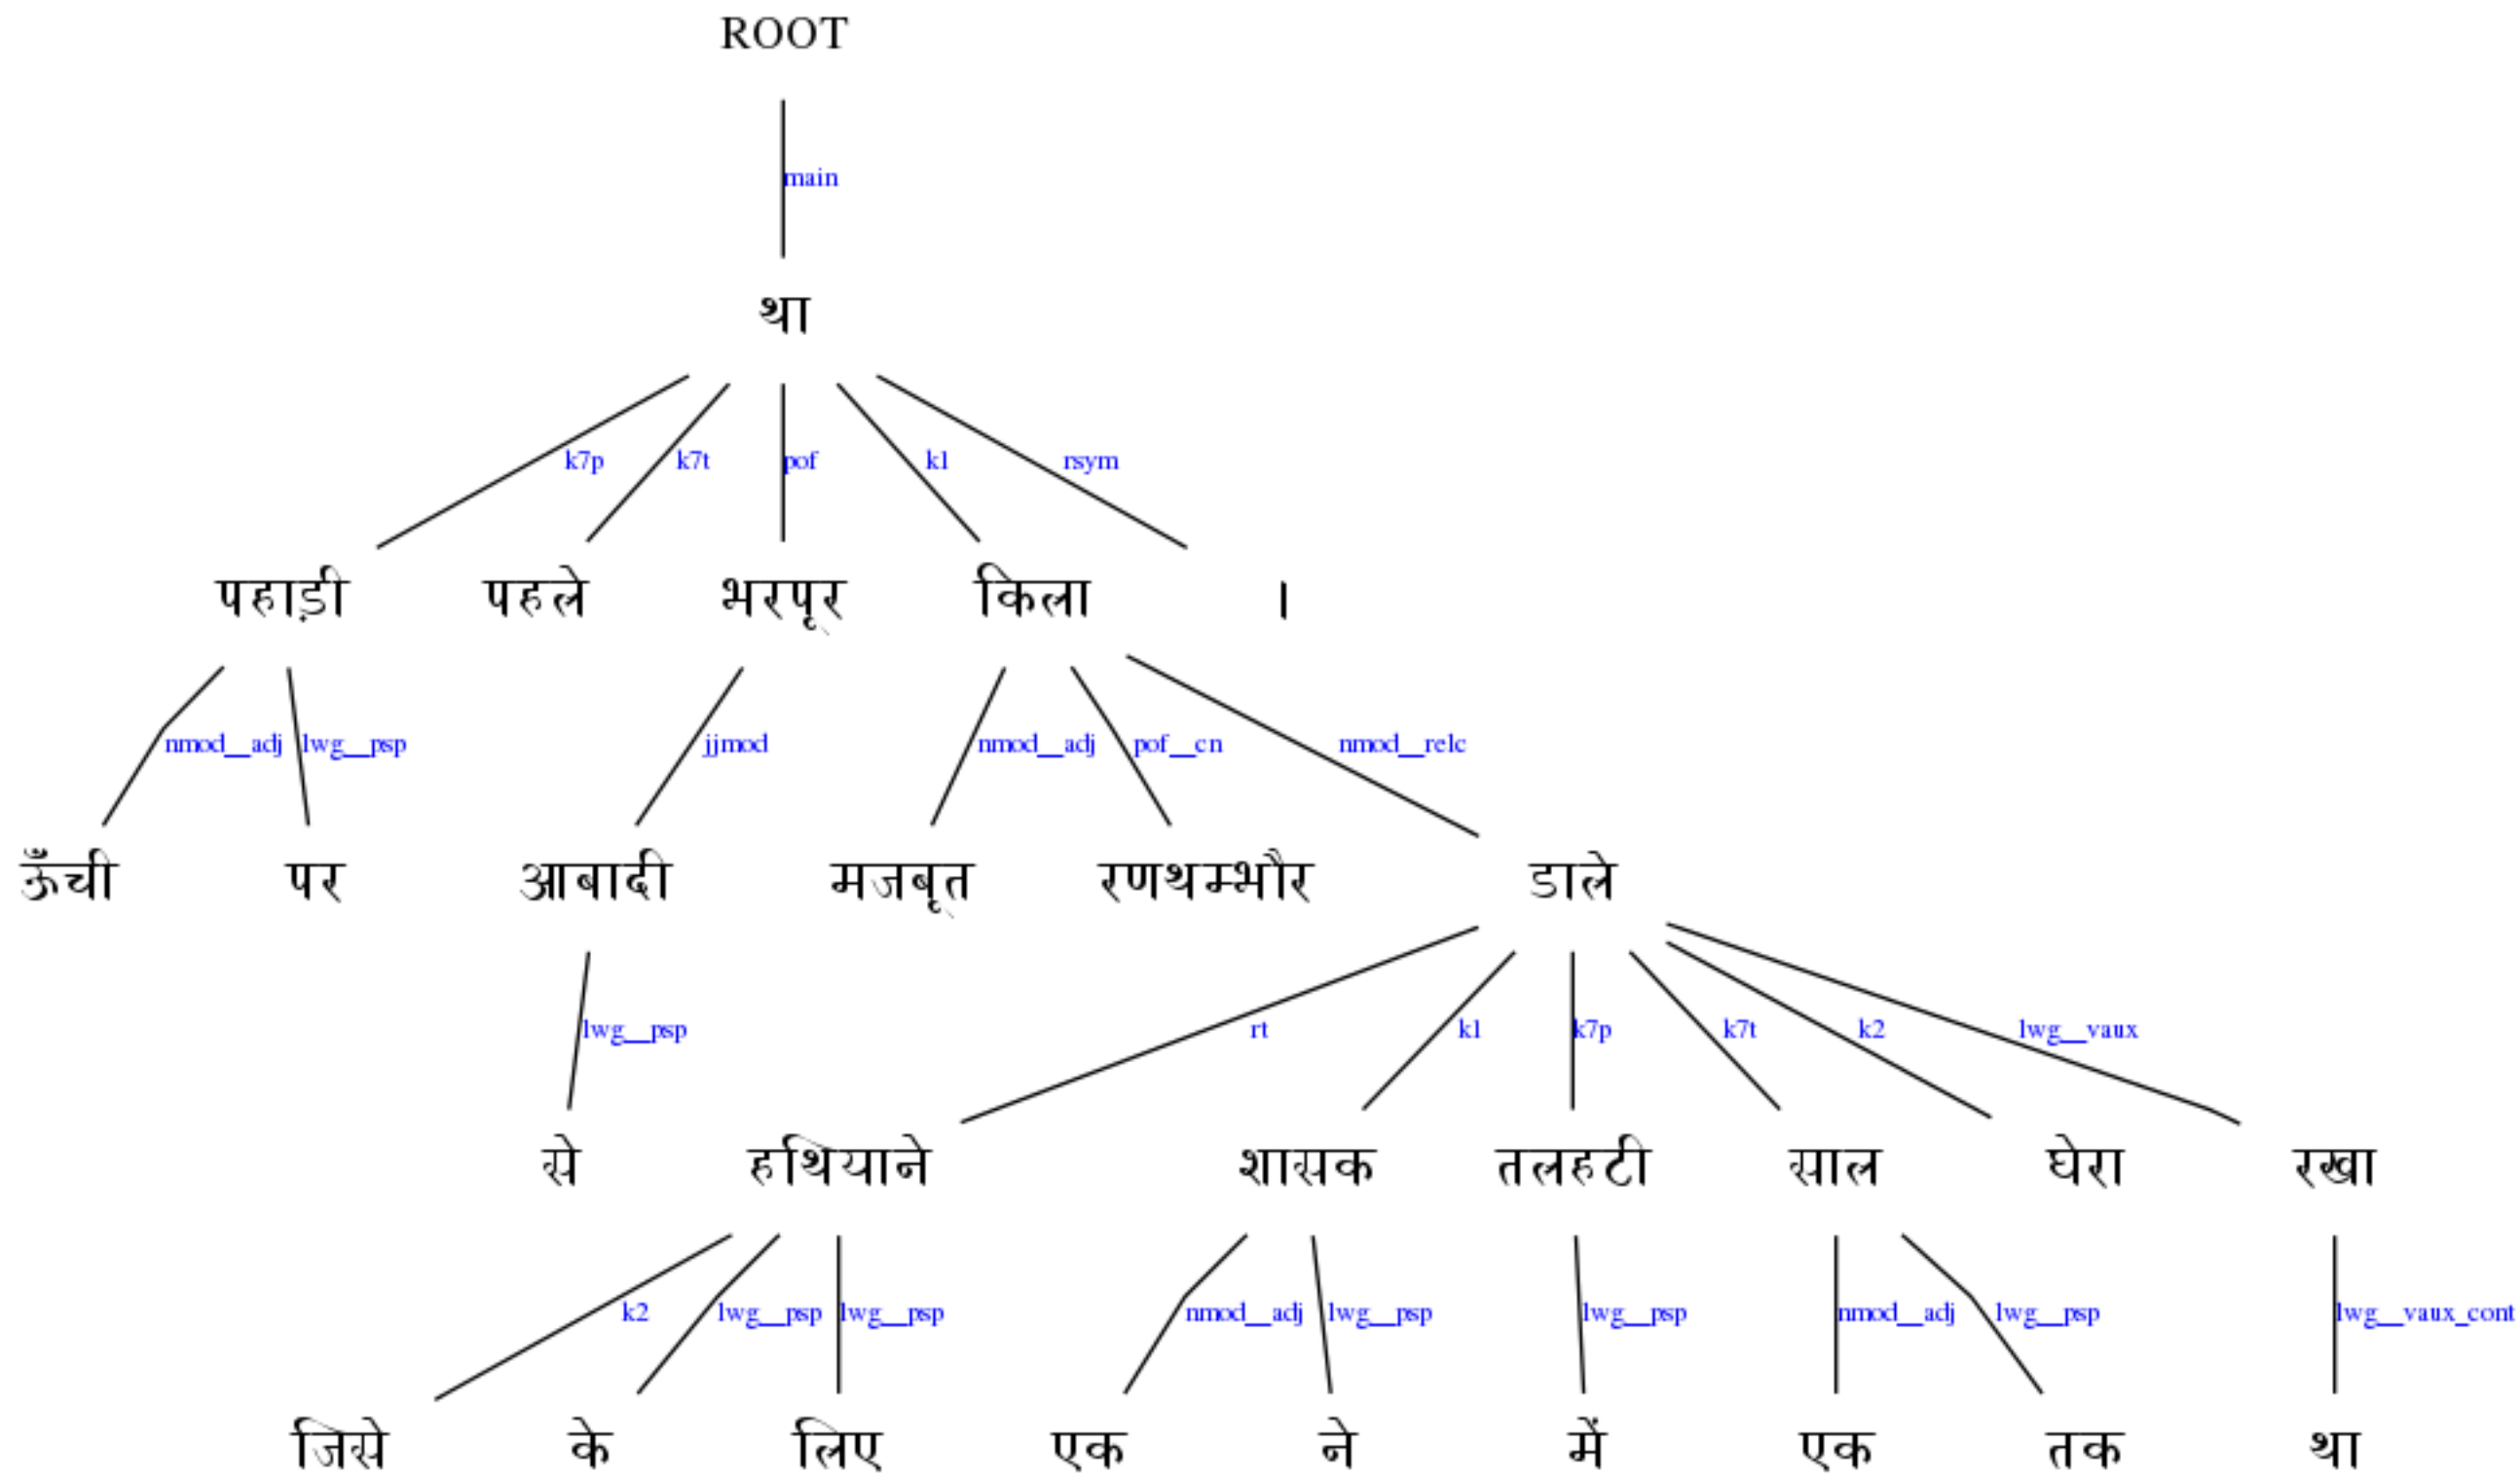 ROOT
main
था
k7p k7t pof k1 rsym
पहाड़ी पहले भरपूर किला ।
nmod__adj lwg__psp jjmod nmod__adj pof__cn nmod__relc
ऊँची पर आबादी मजबूत रणथम्भौर डाले
lwg__psp rt k1 k7p k7t k2 lwg__vaux
से हथियाने शासक तलहटी साल घेरा रखा
k2 lwg__psp lwg__psp nmod__adj lwg__psp lwg__psp nmod__adj lwg__psp lwg__vaux_cont
जिसे के लिए एक ने में एक तक था